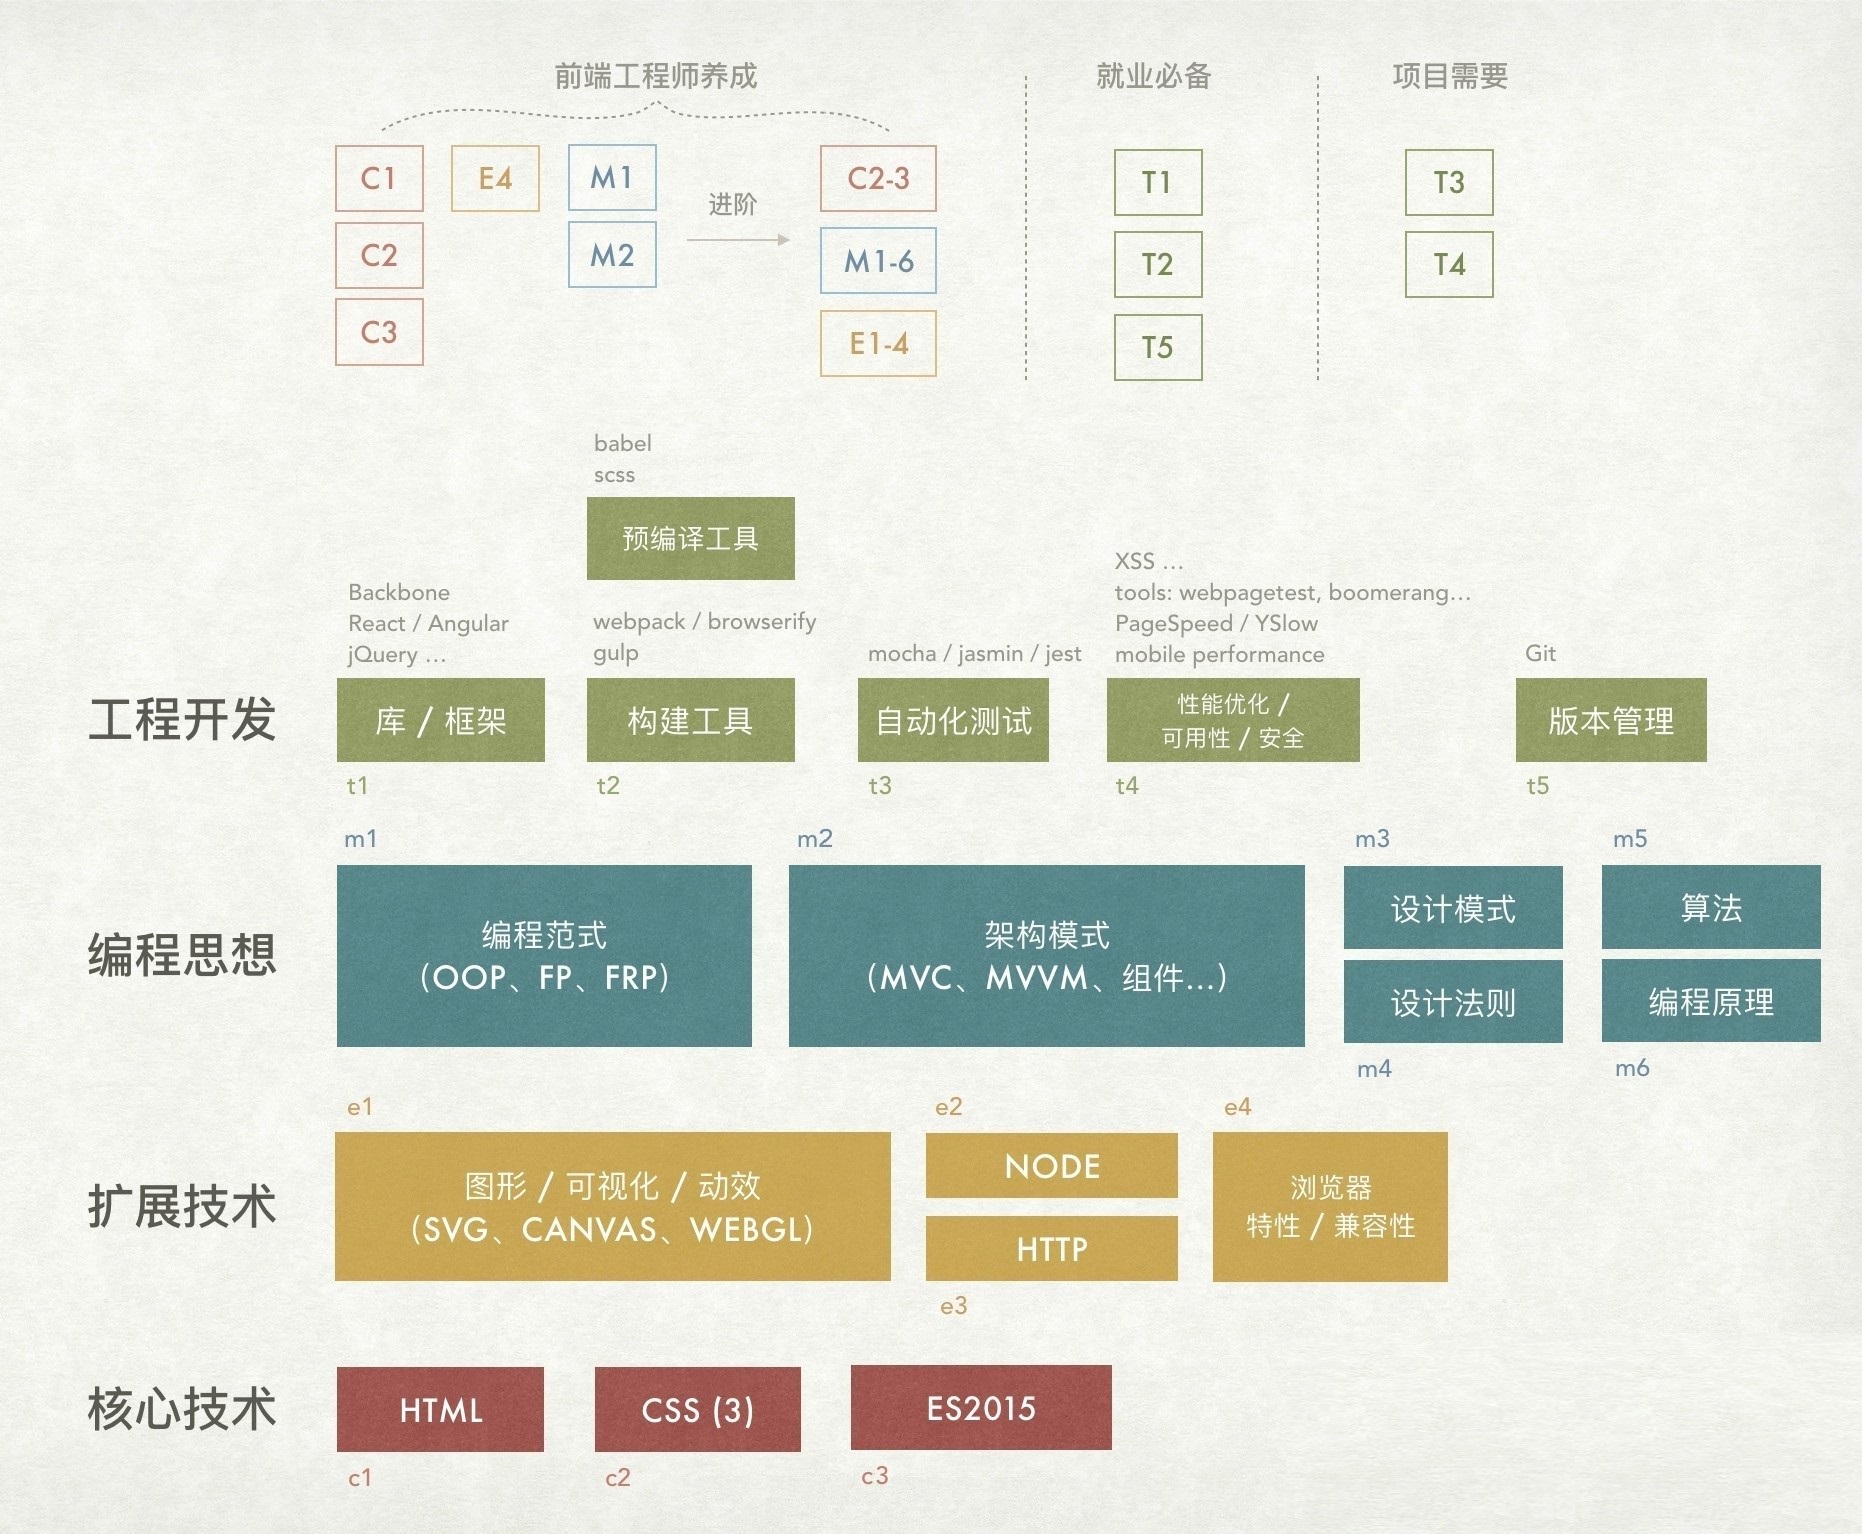 前端工程师养成
就业必备
项目需要
C1
E4
M1
C2-3
T1
T3
进阶
C2
M2
M1-6
T2
T4
C3
E1-4
T5
babel
scss
预编译工具
Backbone
React / Angular
jQuery ...
webpack / browserify
gulp
mocha / jasmin / jest
XSS ...
tools: webpagetest, boomerang...
PageSpeed / YSlow
mobile performance
Git
工程开发
库 / 框架
构建工具
自动化测试
性能优化 /
可用性 / 安全
版本管理
t1
t2
t3
t4
t5
m1
m2
m3
m5
编程思想
编程范式
（OOP、FP、FRP）
架构模式
（MVC、MVVM、组件...）
设计模式
算法
设计法则
编程原理
m4
m6
e1
e2
e4
扩展技术
图形 / 可视化 / 动效
（SVG、CANVAS、WEBGL）
NODE
HTTP
浏览器
特性 / 兼容性
e3
核心技术
HTML
CSS (3)
ES2015
c1
c2
c3